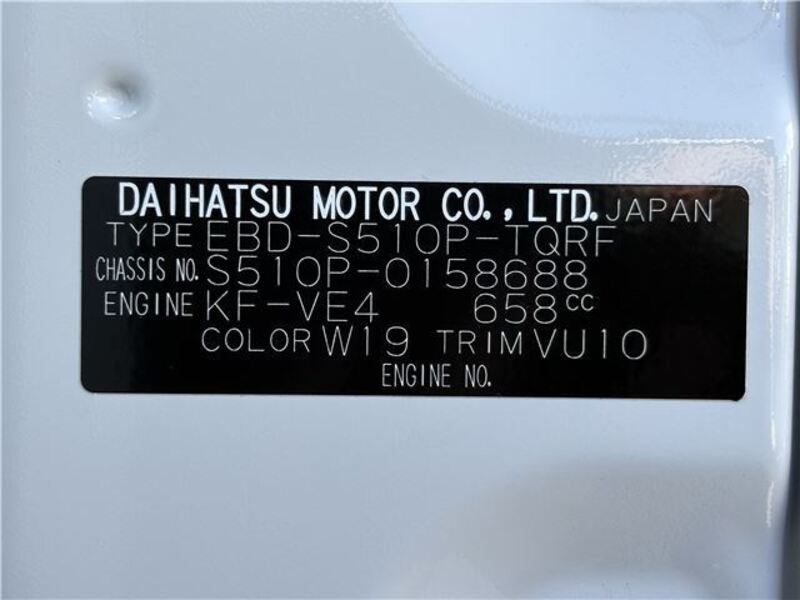 DAIHATSU MOTOR CO., LTD. JAPAN
TYPE EBD-S510P-TQRF
CHASSIS NO. S510P-0158688
ENGINE KF-VE4 658cc
COLOR W19 TRIM VU10
ENGINE NO.